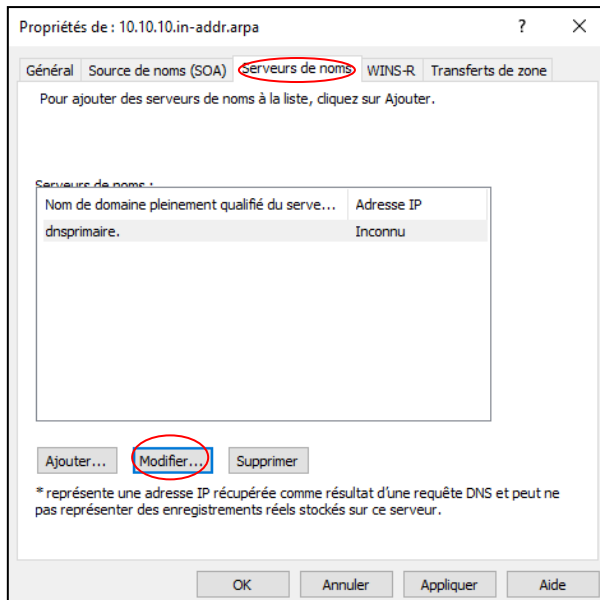 Propriétés de : 10.10.10.in-addr.arpa ? ×
Général Source de noms (SOA) Serveurs de noms WINS-R Transferts de zone
Pour ajouter des serveurs de noms à la liste, cliquez sur Ajouter.
Serveurs de noms :
Nom de domaine pleinement qualifié du serve... Adresse IP
dnsprimaire. Inconnu
Ajouter... Modifier... Supprimer
* représente une adresse IP récupérée comme résultat d'une requête DNS et peut ne
pas représenter des enregistrements réels stockés sur ce serveur.
OK Annuler Appliquer Aide